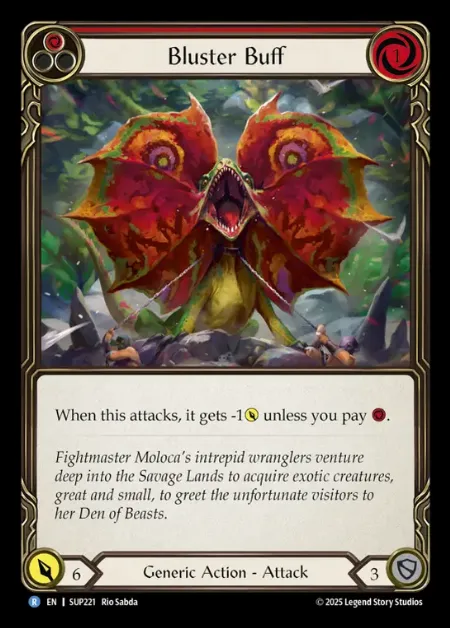 Bluster Buff
1
When this attacks, it gets -1 unless you pay .
Fightmaster Moloca's intrepid wranglers venture
deep into the Savage Lands to acquire exotic creatures,
great and small, to greet the unfortunate visitors to
her Den of Beasts.
6
Generic Action - Attack
3
R EN | SUP221 Rio Sabda
© 2025 Legend Story Studios